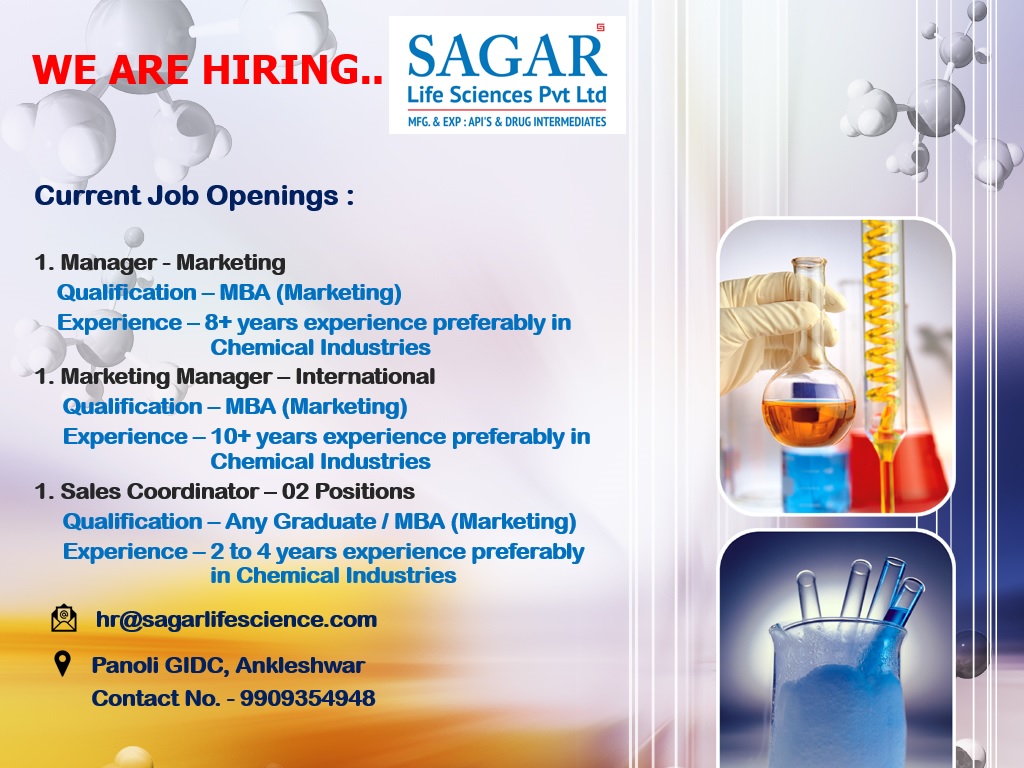 WE ARE HIRING..
SAGAR
Life Sciences Pvt Ltd
MFG. & EXP : API'S & DRUG INTERMEDIATES
Current Job Openings :
1. Manager - Marketing
Qualification – MBA (Marketing)
Experience – 8+ years experience preferably in
Chemical Industries
1. Marketing Manager – International
Qualification – MBA (Marketing)
Experience – 10+ years experience preferably in
Chemical Industries
1. Sales Coordinator – 02 Positions
Qualification – Any Graduate / MBA (Marketing)
Experience – 2 to 4 years experience preferably
in Chemical Industries
hr@sagarlifescience.com
Panoli GIDC, Ankleshwar
Contact No. - 9909354948